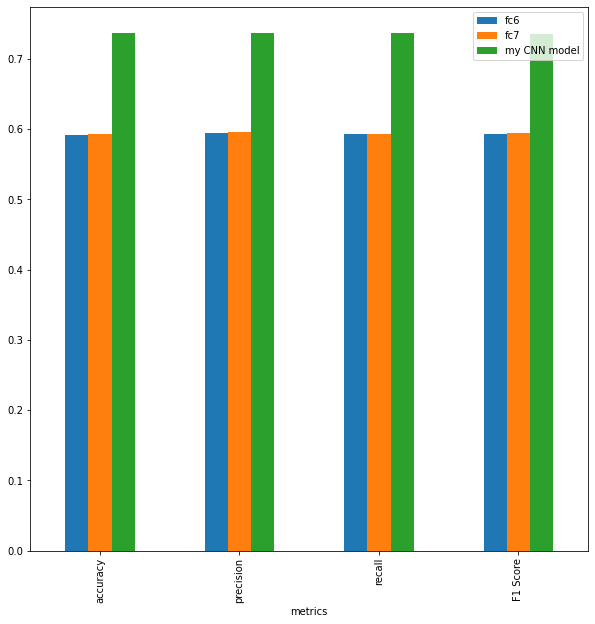 fc6
fc7
my CNN model
0.7
0.6
0.5
0.4
0.3
0.2
0.1
0.0
accuracy
precision
recall
F1 Score
metrics